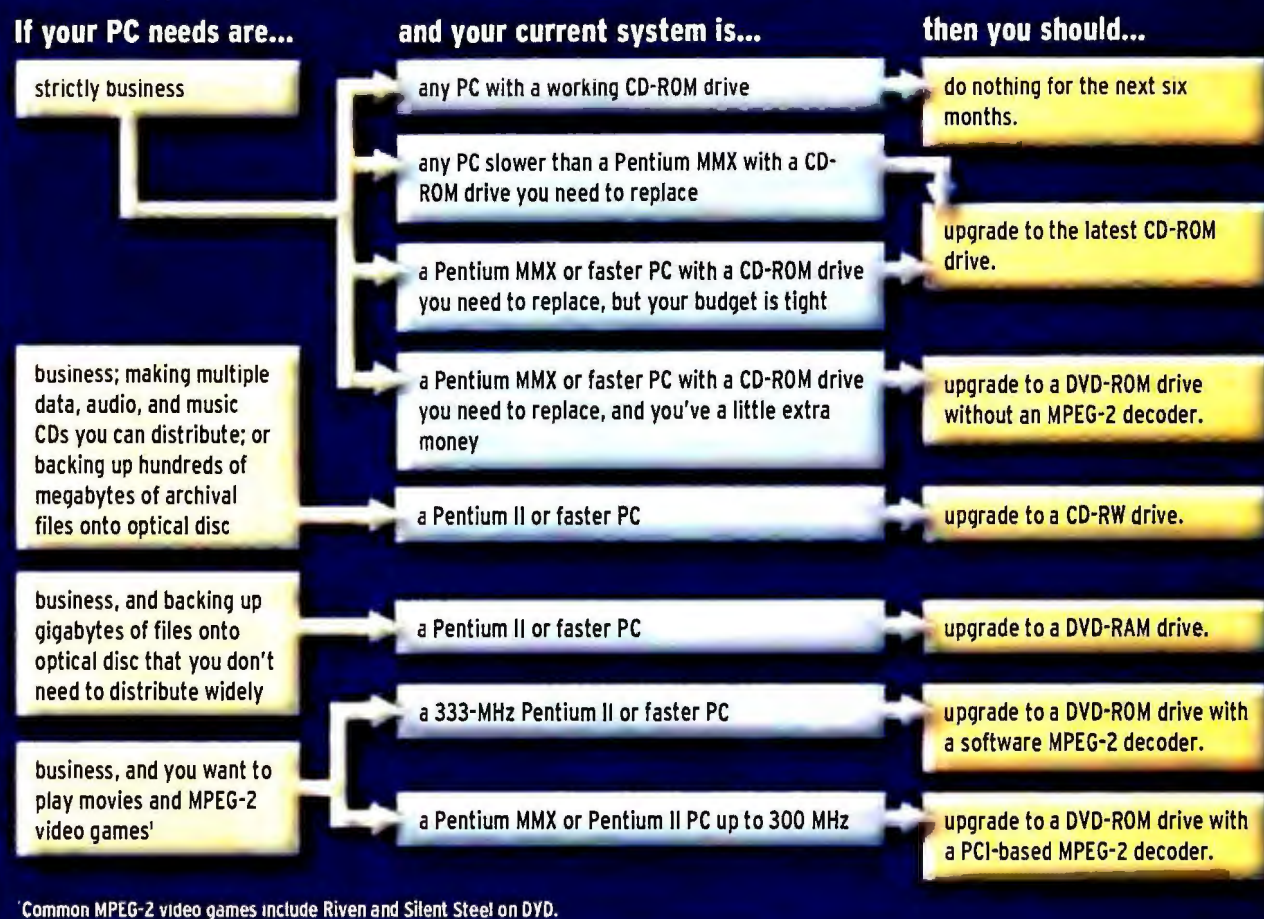 If your PC needs are...
and your current system is...
then you should...
strictly business
any PC with a working CD-ROM drive
do nothing for the next six
months.
any PC slower than a Pentium MMX with a CD-
ROM drive you need to replace
upgrade to the latest CD-ROM
drive.
a Pentium MMX or faster PC with a CD-ROM drive
you need to replace, but your budget is tight
a Pentium MMX or faster PC with a CD-ROM drive
you need to replace, and you've a little extra
money
upgrade to a DVD-ROM drive
without an MPEG-2 decoder.
business; making multiple
data, audio, and music
CDs you can distribute; or
backing up hundreds of
megabytes of archival
files onto optical disc
a Pentium II or faster PC
upgrade to a CD-RW drive.
business, and backing up
gigabytes of files onto
optical disc that you don't
need to distribute widely
a Pentium II or faster PC
upgrade to a DVD-RAM drive.
business, and you want to
play movies and MPEG-2
video games¹
a 333-MHz Pentium II or faster PC
upgrade to a DVD-ROM drive with
a software MPEG-2 decoder.
a Pentium MMX or Pentium II PC up to 300 MHz
upgrade to a DVD-ROM drive with
a PCI-based MPEG-2 decoder.
¹Common MPEG-2 video games include Riven and Silent Steel on DVD.